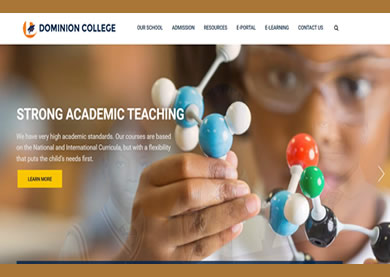 DOMINION COLLEGE
OUR SCHOOL ADMISSION RESOURCES E-PORTAL E-LEARNING CONTACT US
STRONG ACADEMIC TEACHING
We have very high academic standards. Our courses are based
on the National and International Curricula, but with a flexibility
that puts the child's needs first.
LEARN MORE